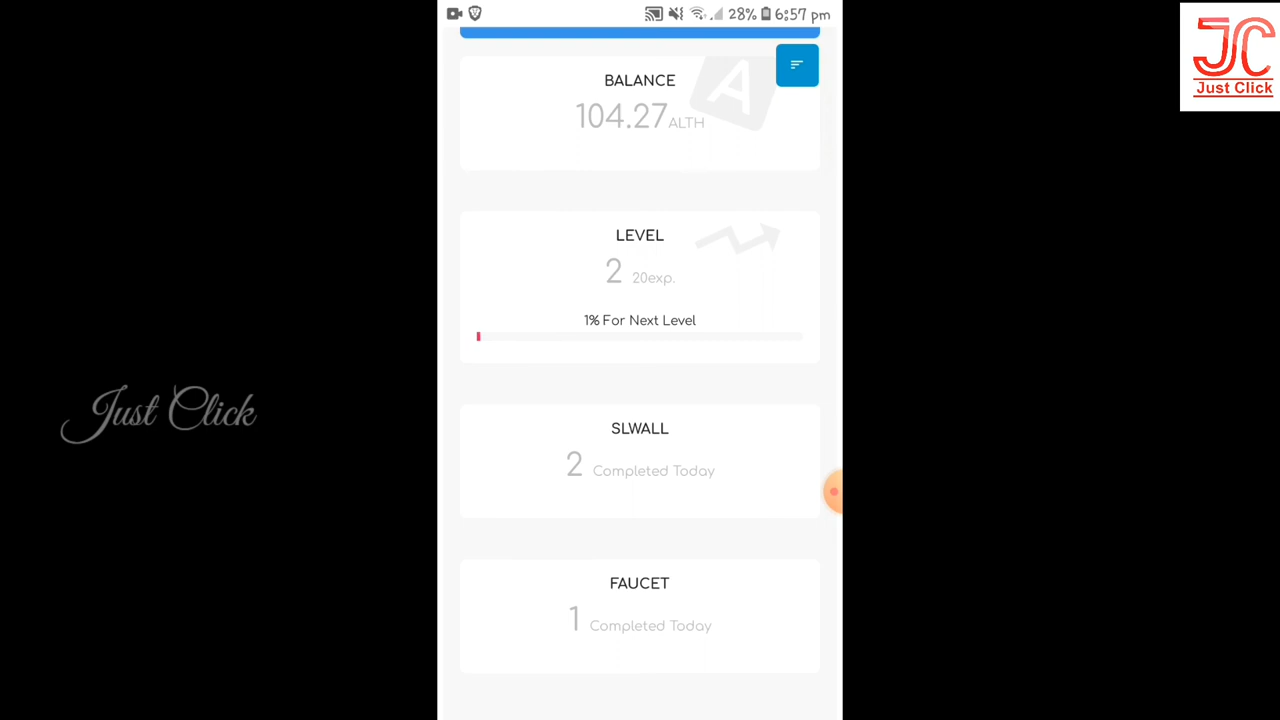 28% 6:57 pm
JC
Just Click
BALANCE
A
104.27 ALTH
LEVEL
2 20exp.
1% For Next Level
Just Click
SLWALL
2 Completed Today
FAUCET
1 Completed Today